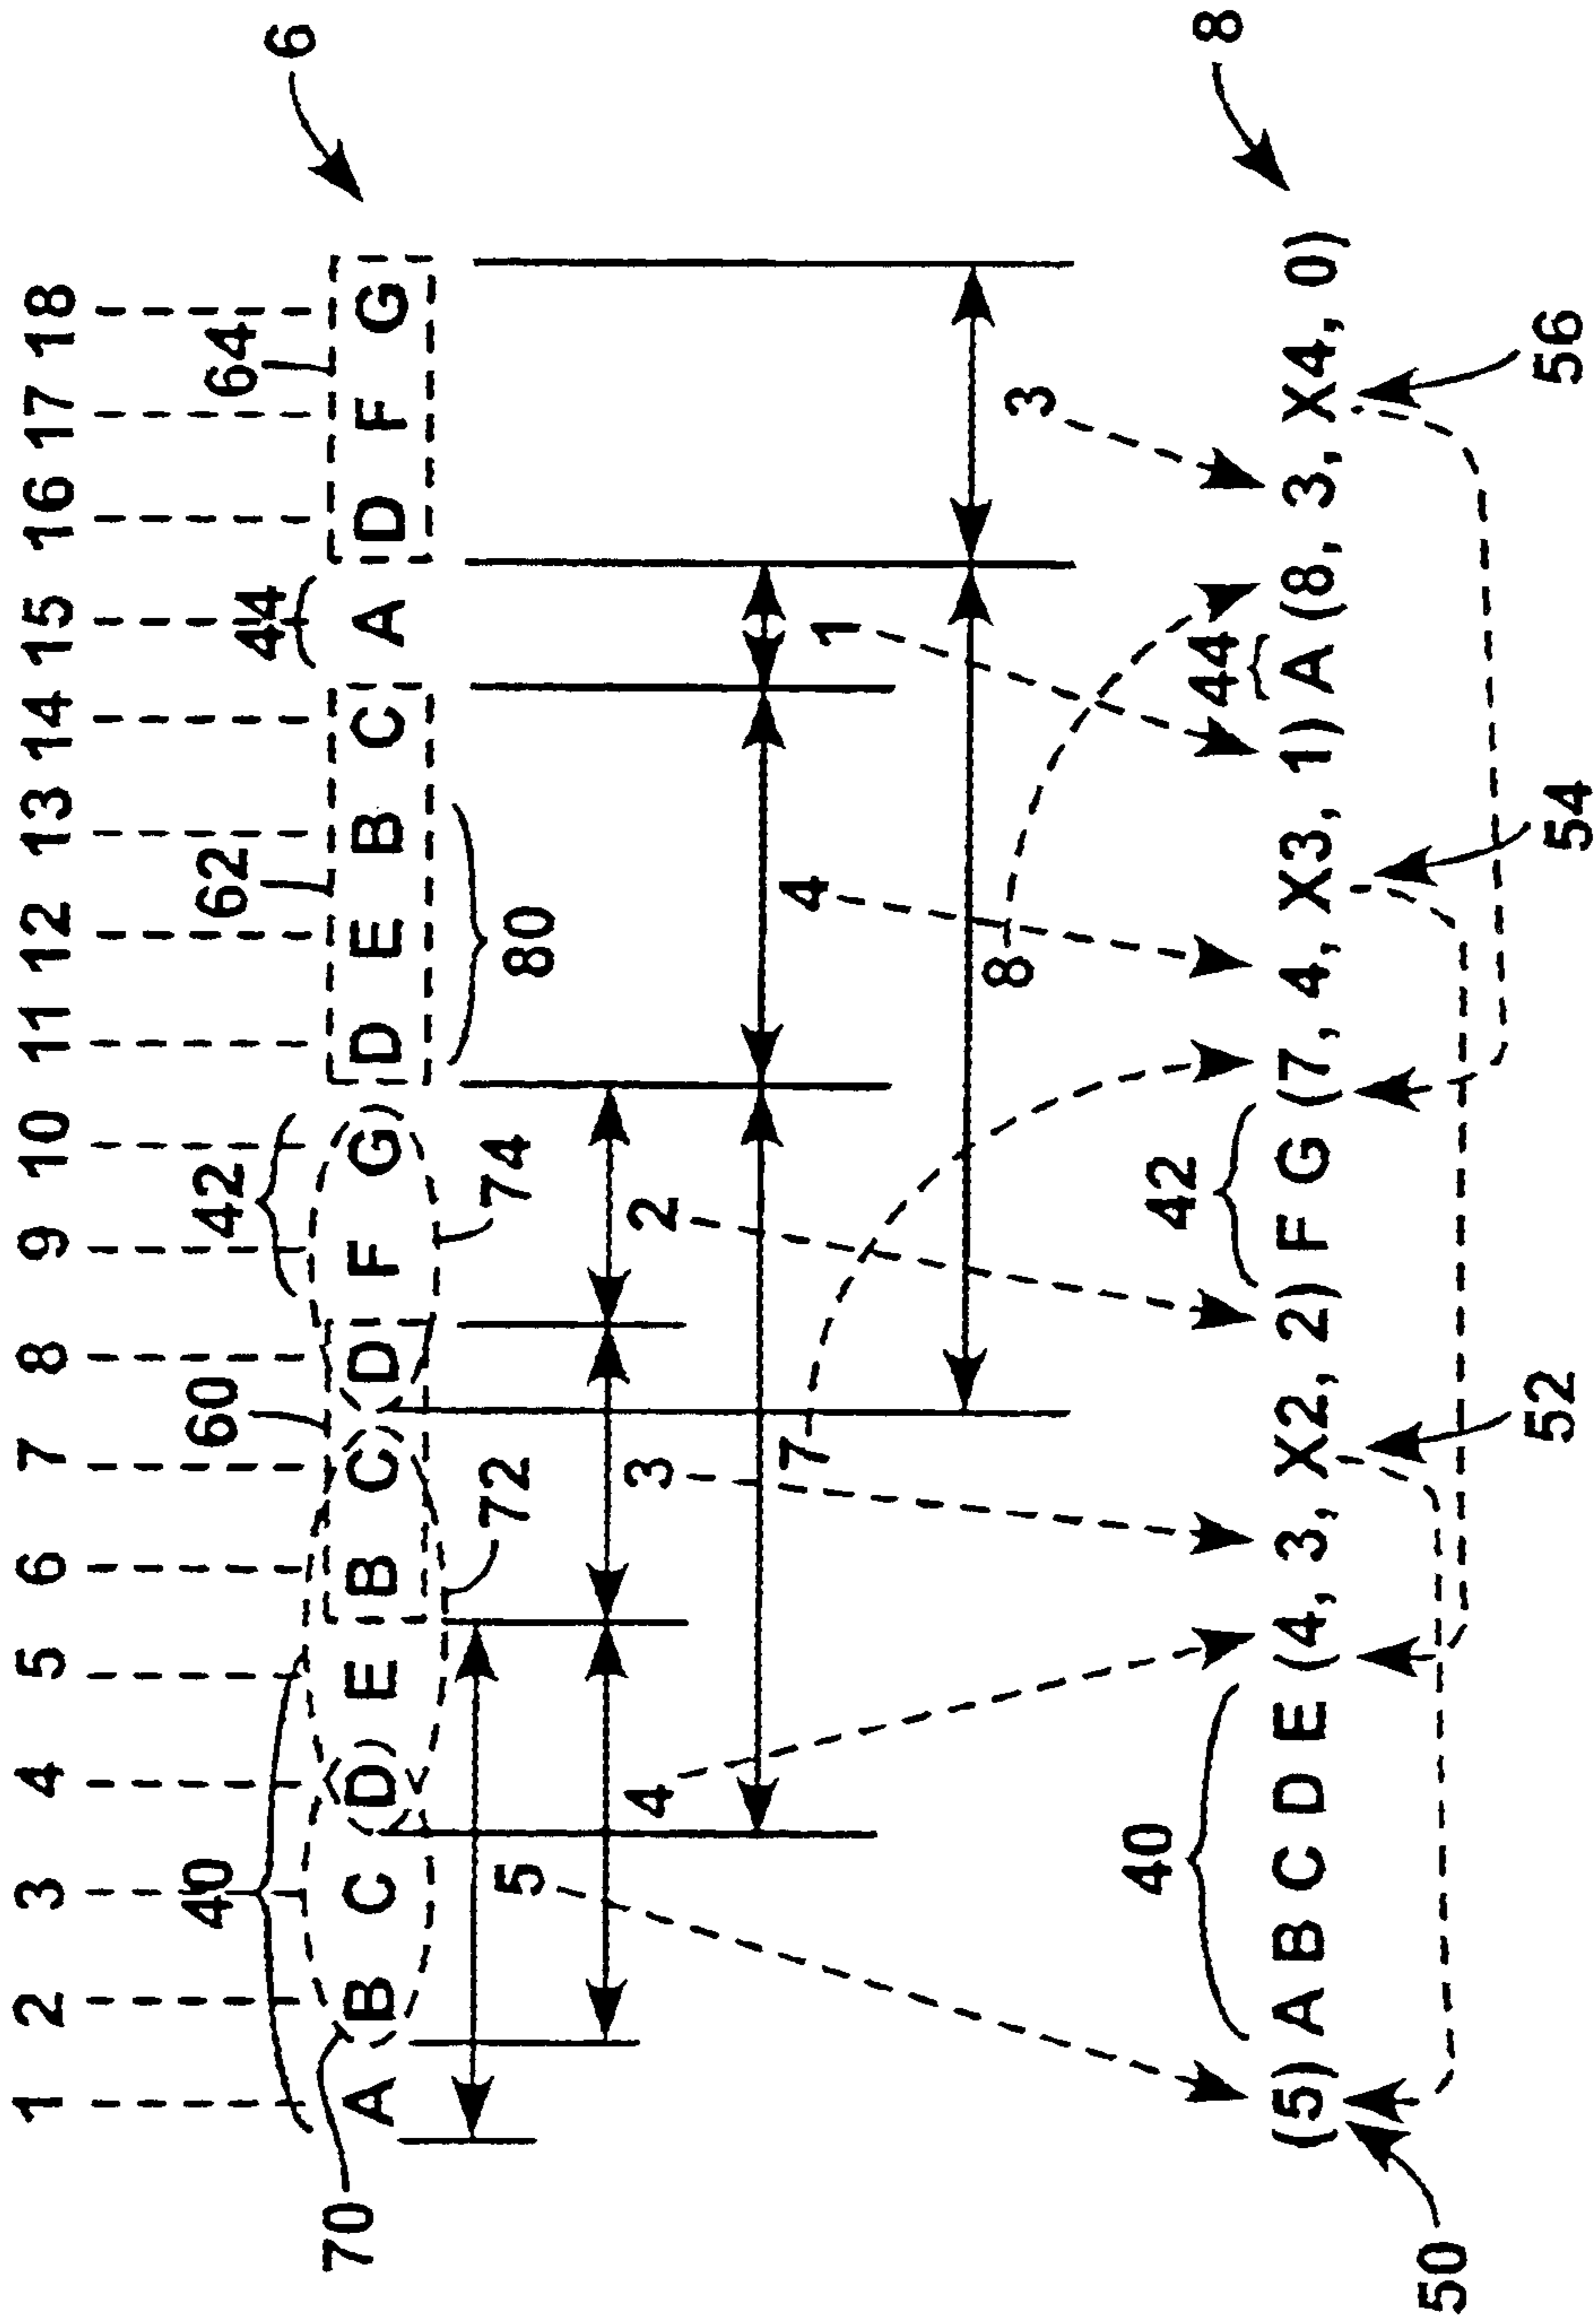 1 2 3 4 5 6 7 8 9 10 11 12 13 14 15 16 17 18
40 60 42 62 44 64 6
70
A B C D E B C D F G D E B C A D F G
72 74 80
5
4 3 2
7 4 1
8 3
40 42 44 8
(5) A B C D E (4, 3, X2, 2) F G (7, 4, X3, 1) A (8, 3, X4, 0)
50 52 54 56